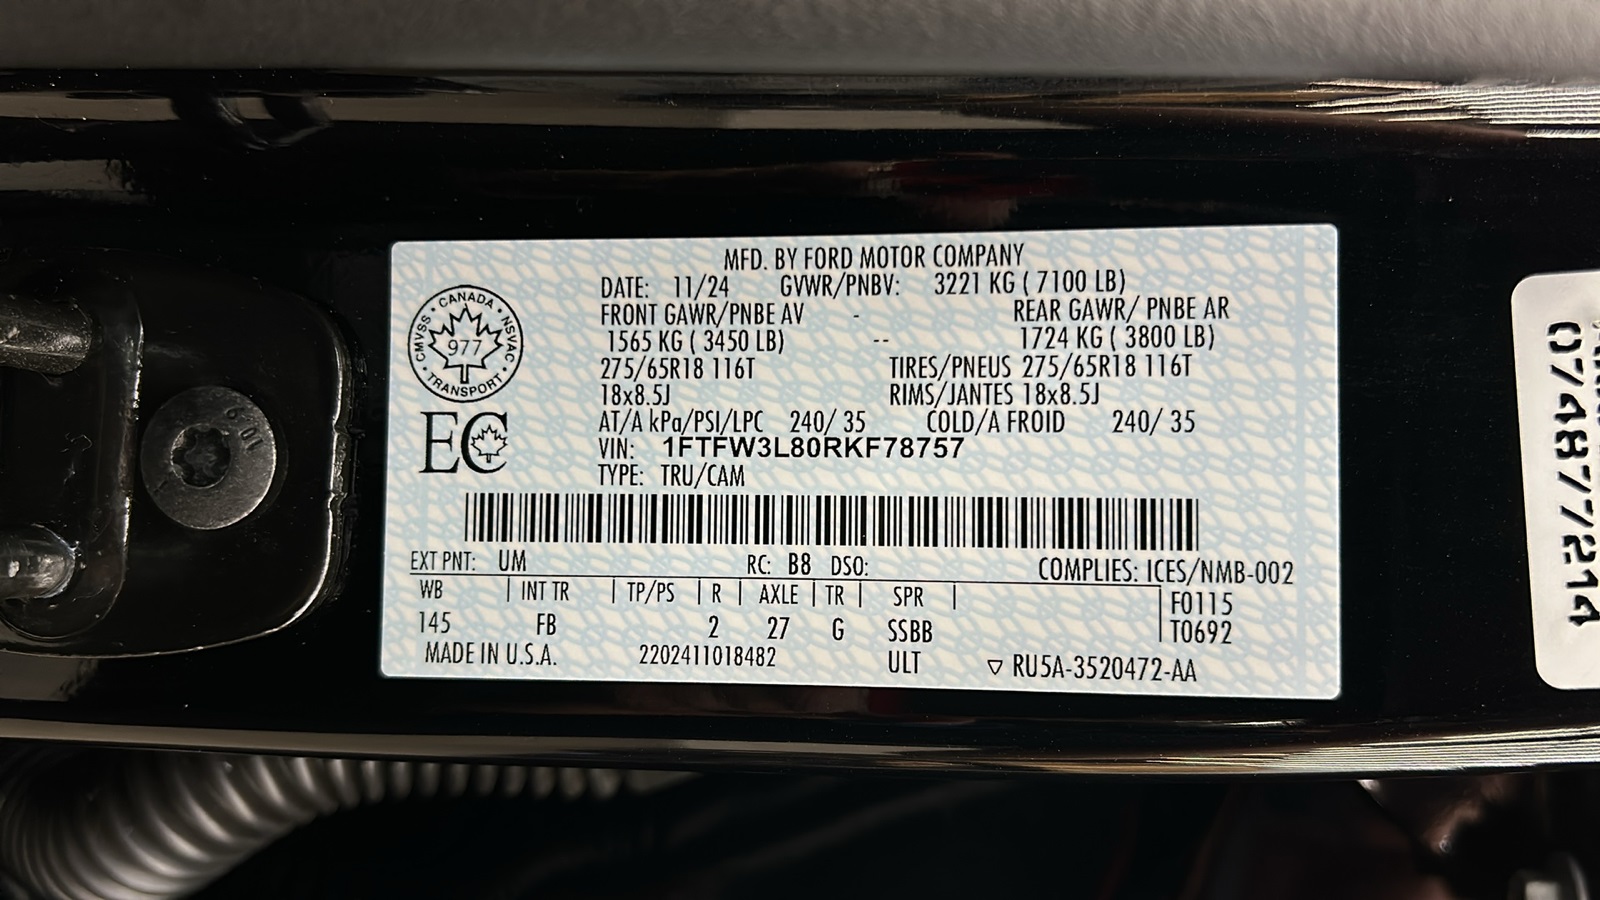 MFD. BY FORD MOTOR COMPANY
DATE: 11/24 GVWR/PNBV: 3221 KG ( 7100 LB)
FRONT GAWR/PNBE AV - REAR GAWR/ PNBE AR
1565 KG ( 3450 LB) -- 1724 KG ( 3800 LB)
275/65R18 116T TIRES/PNEUS 275/65R18 116T
18x8.5J RIMS/JANTES 18x8.5J
AT/A kPa/PSI/LPC 240/ 35 COLD/A FROID 240/ 35
VIN: 1FTFW3L80RKF78757
TYPE: TRU/CAM
CANADA · NSVAC · TRANSPORT · CMVSS ·
977
EC
EXT PNT: UM RC: B8 DSO: COMPLIES: ICES/NMB-002
WB | INT TR | TP/PS | R | AXLE | TR | SPR | F0115
145 FB 2 27 G SSBB T0692
MADE IN U.S.A. 2202411018482 ULT ▽ RU5A-3520472-AA
10.9
074877214